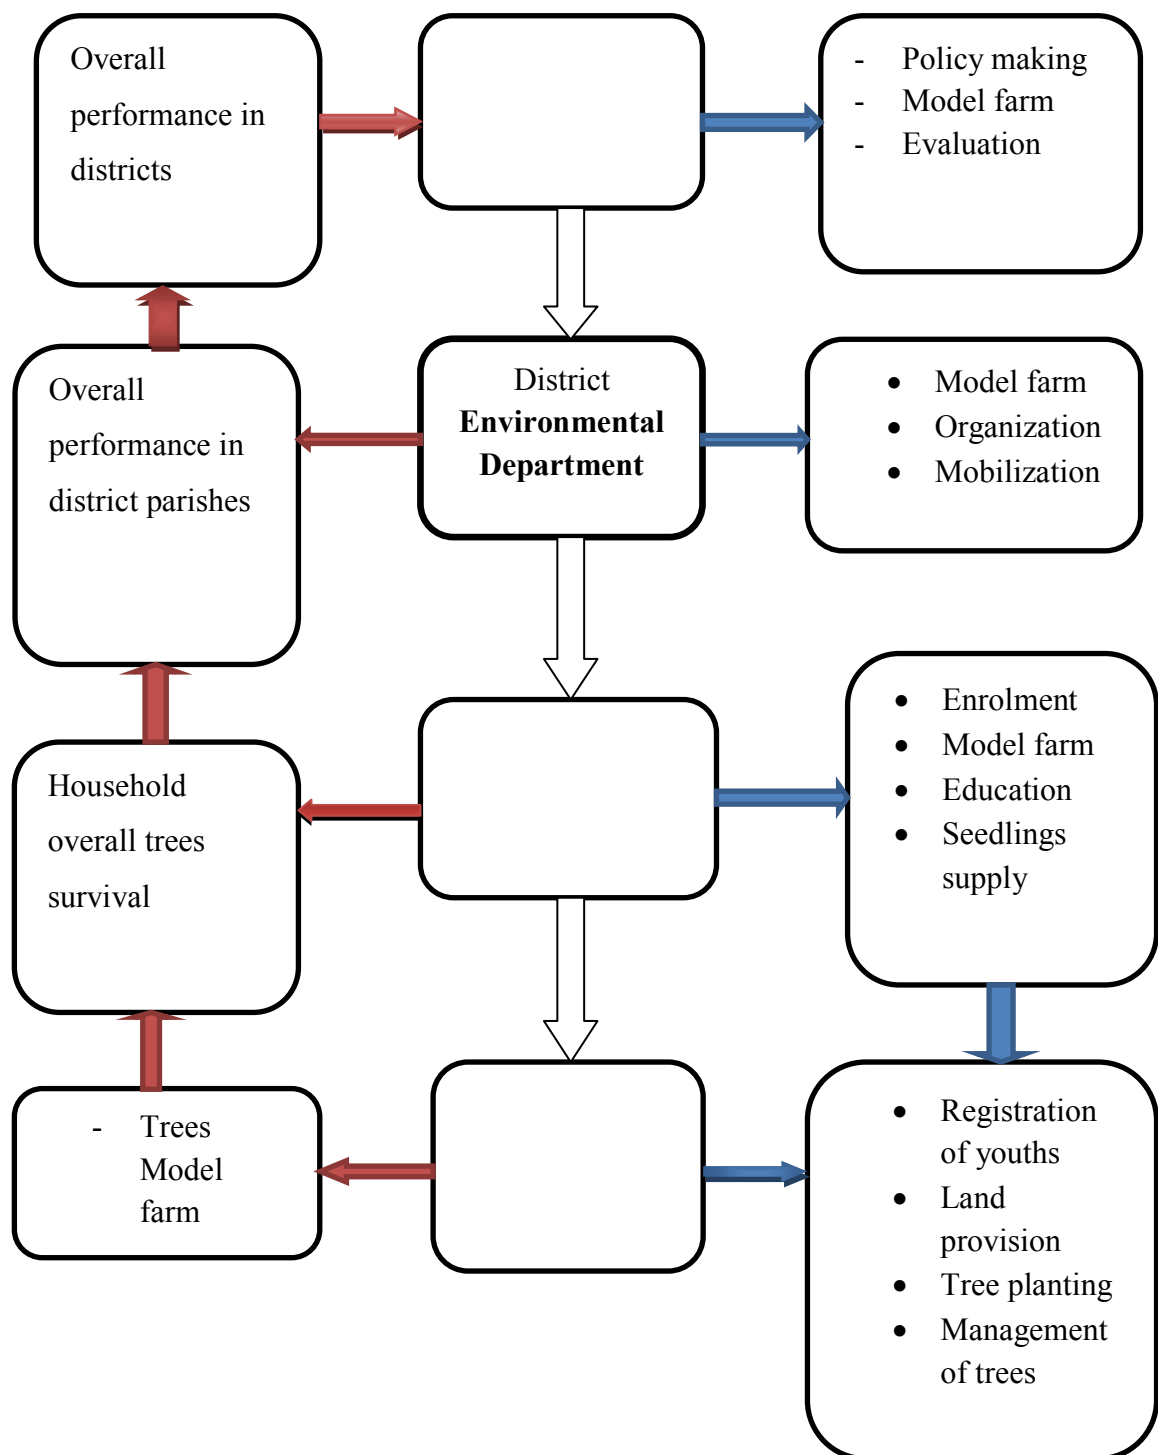 Overall
performance in
districts
- Policy making
- Model farm
- Evaluation
Overall
performance in
district parishes
District
Environmental
Department
• Model farm
• Organization
• Mobilization
Household
overall trees
survival
• Enrolment
• Model farm
• Education
• Seedlings
supply
- Trees
Model
farm
• Registration
of youths
• Land
provision
• Tree planting
• Management
of trees